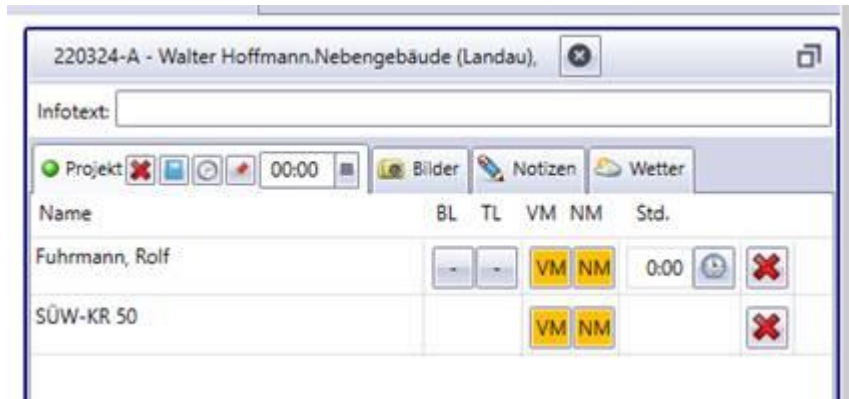 220324-A - Walter Hoffmann.Nebengebäude (Landau),
Infotext:
Projekt 00:00 Bilder Notizen Wetter
Name BL TL VM NM Std.
Fuhrmann, Rolf - - VM NM 0:00
SÜW-KR 50 VM NM